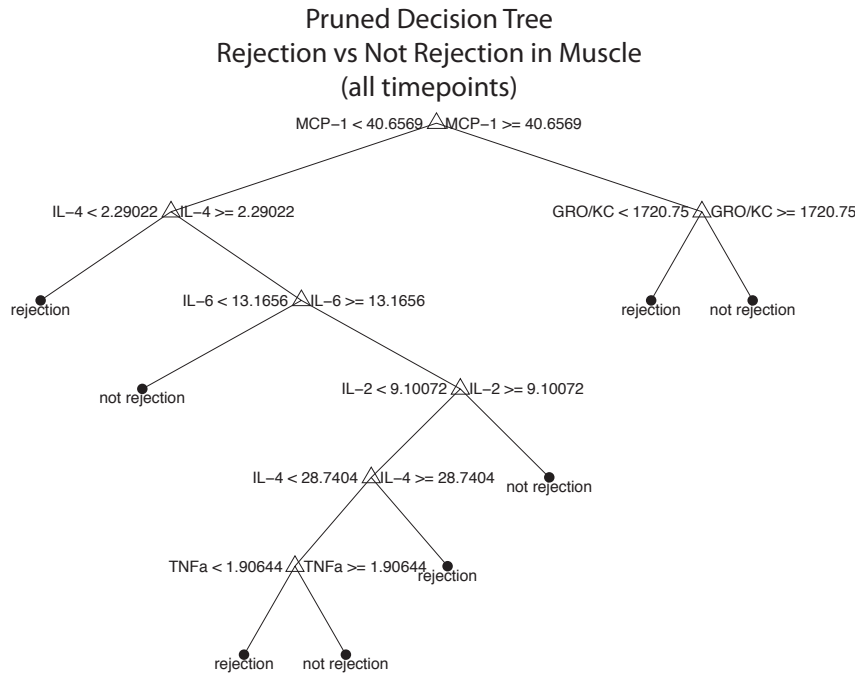 Pruned Decision Tree
Rejection vs Not Rejection in Muscle
(all timepoints)
MCP−1 < 40.6569 MCP−1 >= 40.6569
IL−4 < 2.29022 IL−4 >= 2.29022
GRO/KC < 1720.75 GRO/KC >= 1720.75
rejection
IL−6 < 13.1656 IL−6 >= 13.1656
rejection
not rejection
not rejection
IL−2 < 9.10072 IL−2 >= 9.10072
IL−4 < 28.7404 IL−4 >= 28.7404
not rejection
TNFa < 1.90644 TNFa >= 1.90644
rejection
rejection
not rejection